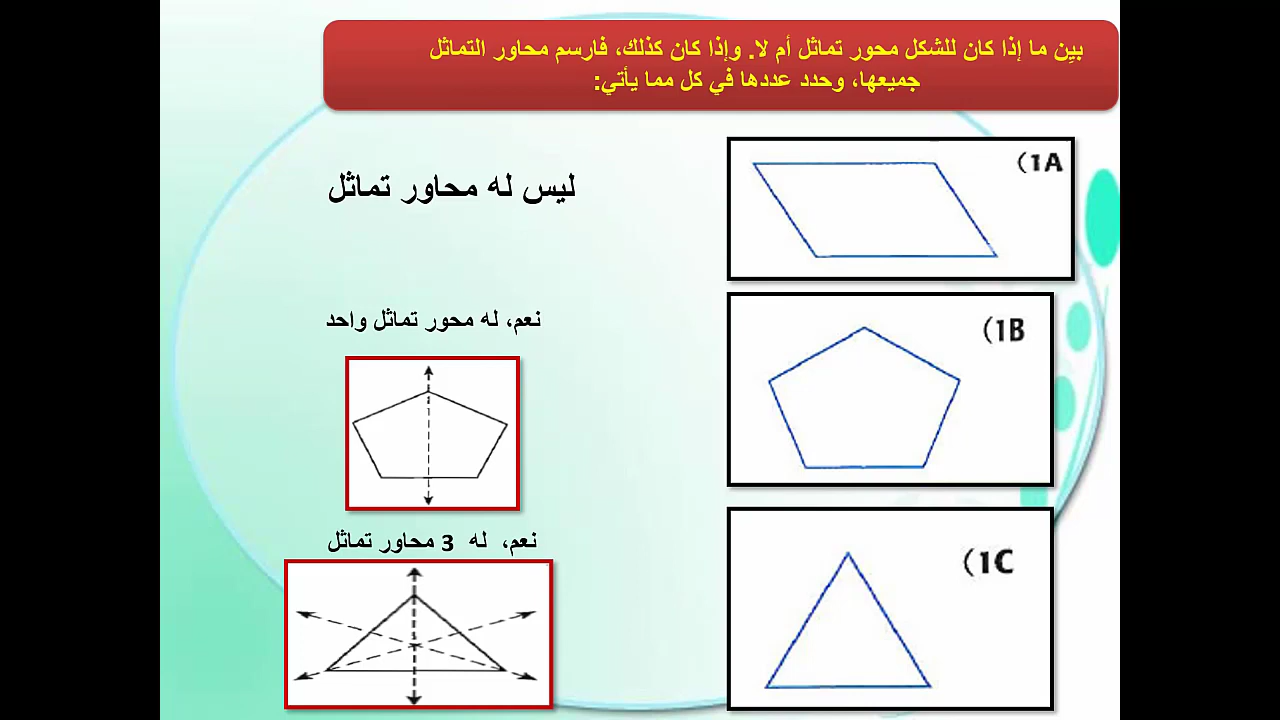 بيِن ما إذا كان للشكل محور تماثل أم لا. وإذا كان كذلك، فارسم محاور التماثل
جميعها، وحدد عددها في كل مما يأتي:
(1A
ليس له محاور تماثل
(1B
نعم، له محور تماثل واحد
(1C
نعم، له 3 محاور تماثل